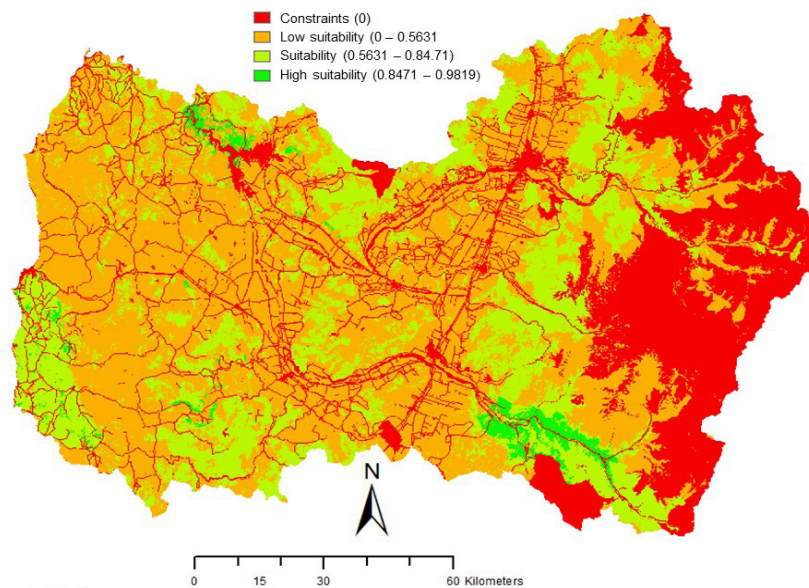 Constraints (0)
Low suitability (0 – 0.5631
Suitability (0.5631 – 0.84.71)
High suitability (0.8471 – 0.9819)
N
0 15 30 60 Kilometers